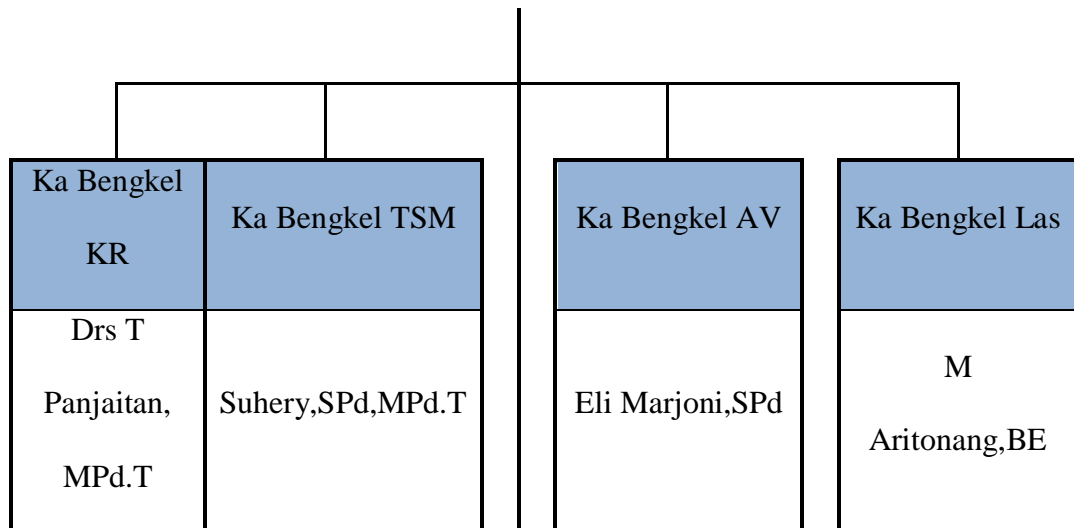 Ka Bengkel
KR
Ka Bengkel TSM
Ka Bengkel AV
Ka Bengkel Las
Drs T
Panjaitan,
MPd.T
Suhery,SPd,MPd.T
Eli Marjoni,SPd
M
Aritonang,BE